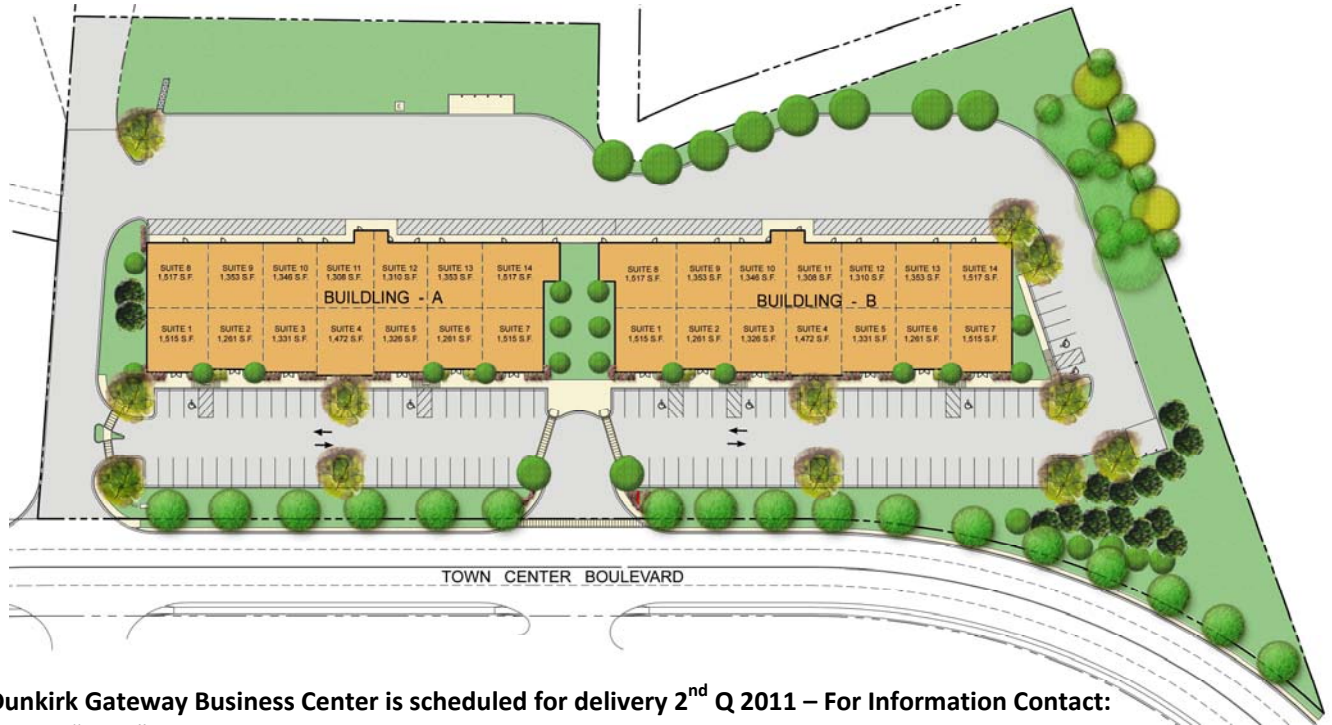 SUITE 8
1,517 S.F.
SUITE 9
1,353 S.F.
SUITE 10
1,346 S.F.
SUITE 11
1,308 S.F.
SUITE 12
1,310 S.F.
SUITE 13
1,353 S.F.
SUITE 14
1,517 S.F.
BUILDLING - A
SUITE 1
1,515 S.F.
SUITE 2
1,261 S.F.
SUITE 3
1,331 S.F.
SUITE 4
1,472 S.F.
SUITE 5
1,326 S.F.
SUITE 6
1,261 S.F.
SUITE 7
1,515 S.F.
SUITE 8
1,517 S.F.
SUITE 9
1,353 S.F.
SUITE 10
1,346 S.F.
SUITE 11
1,308 S.F.
SUITE 12
1,310 S.F.
SUITE 13
1,353 S.F.
SUITE 14
1,517 S.F.
BUILDLING - B
SUITE 1
1,515 S.F.
SUITE 2
1,261 S.F.
SUITE 3
1,326 S.F.
SUITE 4
1,472 S.F.
SUITE 5
1,331 S.F.
SUITE 6
1,261 S.F.
SUITE 7
1,515 S.F.
TOWN CENTER BOULEVARD
Dunkirk Gateway Business Center is scheduled for delivery 2nd Q 2011 – For Information Contact: